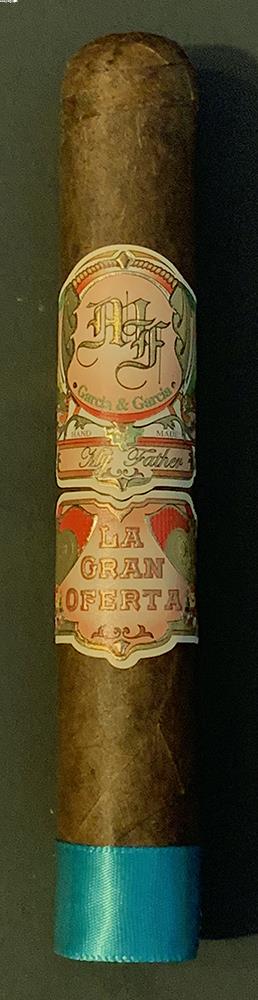 MF
Garcia & Garcia
HAND MADE
My Father
LA
GRAN
OFERTA